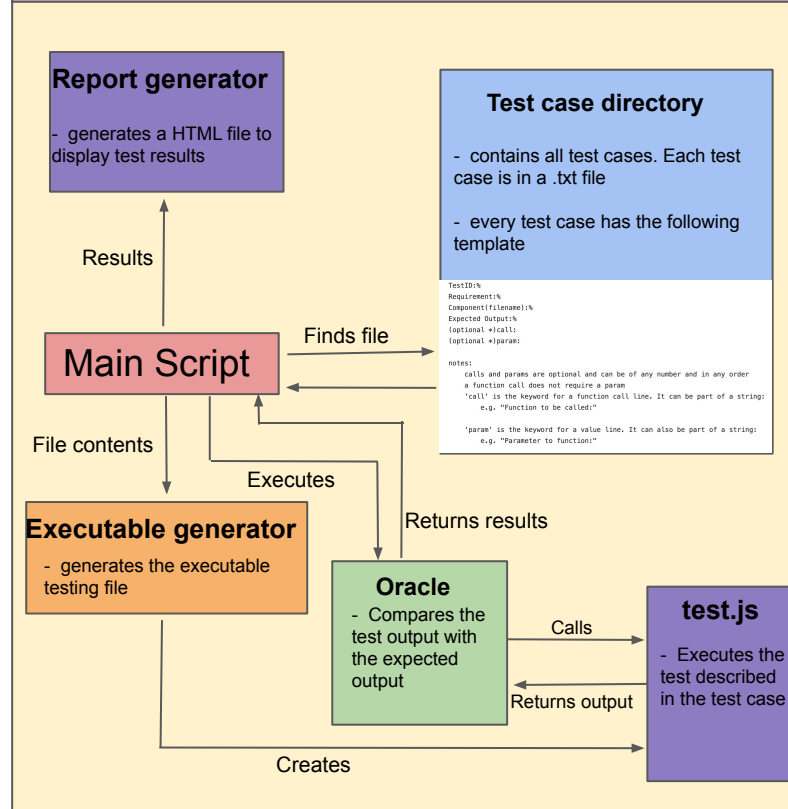 Report generator
- generates a HTML file to
display test results
Test case directory
- contains all test cases. Each test
case is in a .txt file
- every test case has the following
template
TestID:%
Requirement:%
Component(filename):%
Expected Output:%
(optional *)call:
(optional *)param:
notes:
calls and params are optional and can be of any number and in any order
a function call does not require a param
'call' is the keyword for a function call line. It can be part of a string:
e.g. "Function to be called:"
'param' is the keyword for a value line. It can also be part of a string:
e.g. "Parameter to function:"
Results
Main Script
Finds file
File contents
Executes
Returns results
Executable generator
- generates the executable
testing file
Oracle
- Compares the
test output with
the expected
output
Calls
Returns output
test.js
- Executes the
test described
in the test case
Creates